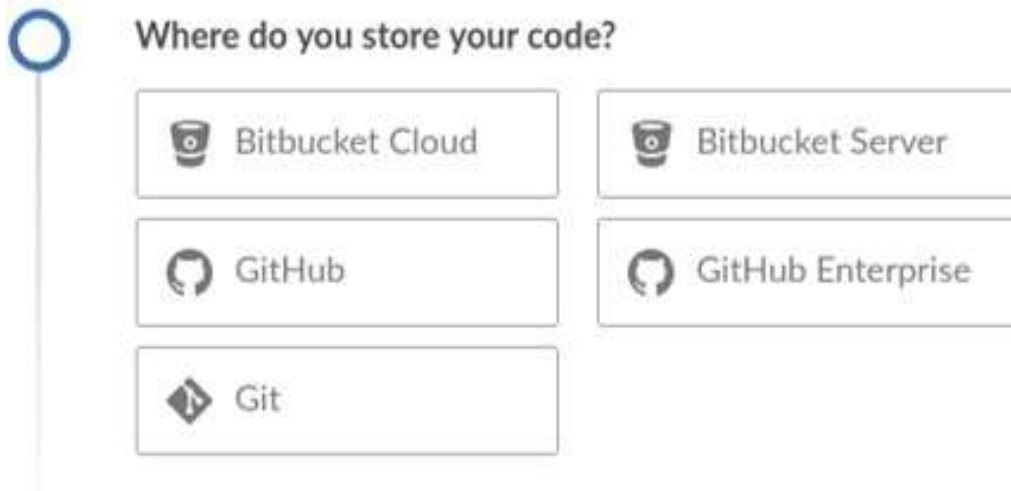 Where do you store your code?
Bitbucket Cloud
Bitbucket Server
GitHub
GitHub Enterprise
Git